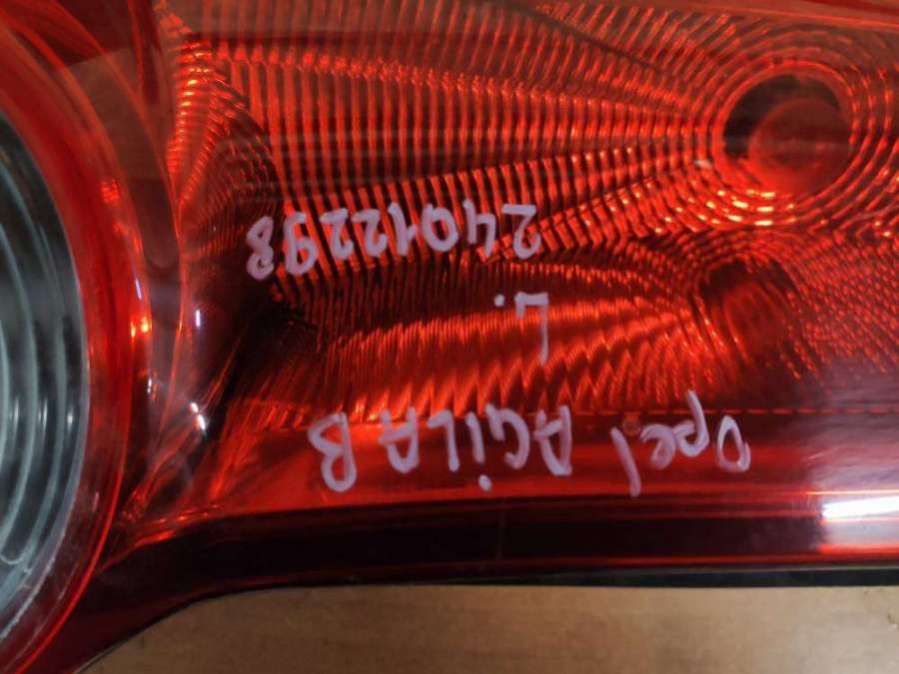 Opel AGiLA B
L.
24012298